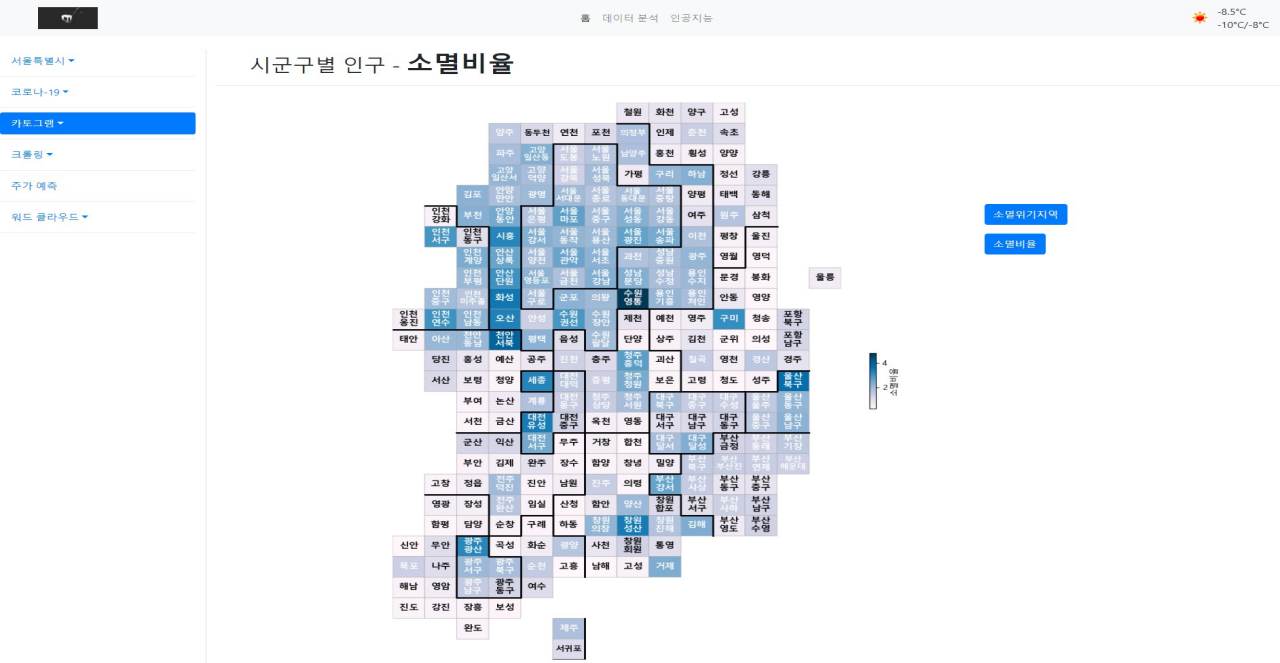 홈 데이터 분석 인공지능
-8.5°C
-10°C/-8°C
서울특별시
코로나-19
카토그램
크롤링
주가 예측
워드 클라우드
시군구별 인구 - 소멸비율
철원 화천 양구 고성
양주 동두천 연천 포천 의정부 인제 춘천 속초
파주 고양 일산동 서울 도봉 서울 노원 남양주 홍천 횡성 양양
고양 일산서 고양 덕양 서울 강북 서울 성북 가평 구리 하남 정선 강릉
김포 안양 만안 광명 서울 서대문 서울 종로 서울 동대문 서울 중랑 양평 태백 동해
인천 강화 부천 안양 동안 서울 은평 서울 마포 서울 중구 서울 성동 서울 강동 여주 원주 삼척
인천 서구 인천 동구 시흥 서울 강서 서울 동작 서울 용산 서울 광진 서울 송파 이천 평창 울진
인천 계양 안산 상록 서울 양천 서울 관악 서울 서초 과천 성남 중원 광주 영월 영덕
인천 부평 안산 단원 서울 영등포 서울 금천 서울 강남 성남 분당 성남 수정 용인 수지 문경 봉화 울릉
인천 중구 인천 미추홀 화성 서울 구로 군포 의왕 수원 영통 용인 기흥 용인 처인 안동 영양
인천 옹진 인천 연수 인천 남동 오산 안성 수원 권선 수원 장안 제천 예천 영주 구미 청송 포항 북구
태안 아산 천안 동남 천안 서북 평택 음성 수원 팔달 단양 상주 김천 군위 의성 포항 남구
당진 홍성 예산 공주 진천 충주 청주 흥덕 괴산 칠곡 영천 경산 경주
서산 보령 청양 세종 대전 대덕 증평 청주 청원 보은 고령 청도 성주 울산 북구
부여 논산 계룡 대전 동구 청주 상당 청주 서원 대구 북구 대구 중구 대구 수성 울산 울주 울산 동구
서천 금산 대전 유성 대전 중구 옥천 영동 대구 서구 대구 남구 대구 동구 울산 중구 울산 남구
군산 익산 대전 서구 무주 거창 합천 대구 달서 대구 달성 부산 금정 부산 동래 부산 기장
부안 김제 완주 장수 함양 창녕 밀양 부산 북구 부산 부산진 부산 연제 부산 해운대
고창 정읍 전주 덕진 진안 남원 진주 의령 부산 강서 부산 사상 부산 동구 부산 중구
영광 장성 전주 완산 임실 산청 함안 양산 창원 합포 부산 서구 부산 사하 부산 남구
함평 담양 순창 구례 하동 창원 의창 창원 성산 창원 진해 김해 부산 영도 부산 수영
신안 무안 광주 광산 곡성 화순 광양 사천 창원 회원 통영
목포 나주 광주 서구 광주 북구 순천 고흥 남해 고성 거제
해남 영암 광주 남구 광주 동구 여수
진도 강진 장흥 보성
완도 제주
서귀포
4
2
소멸비율
소멸위기지역
소멸비율